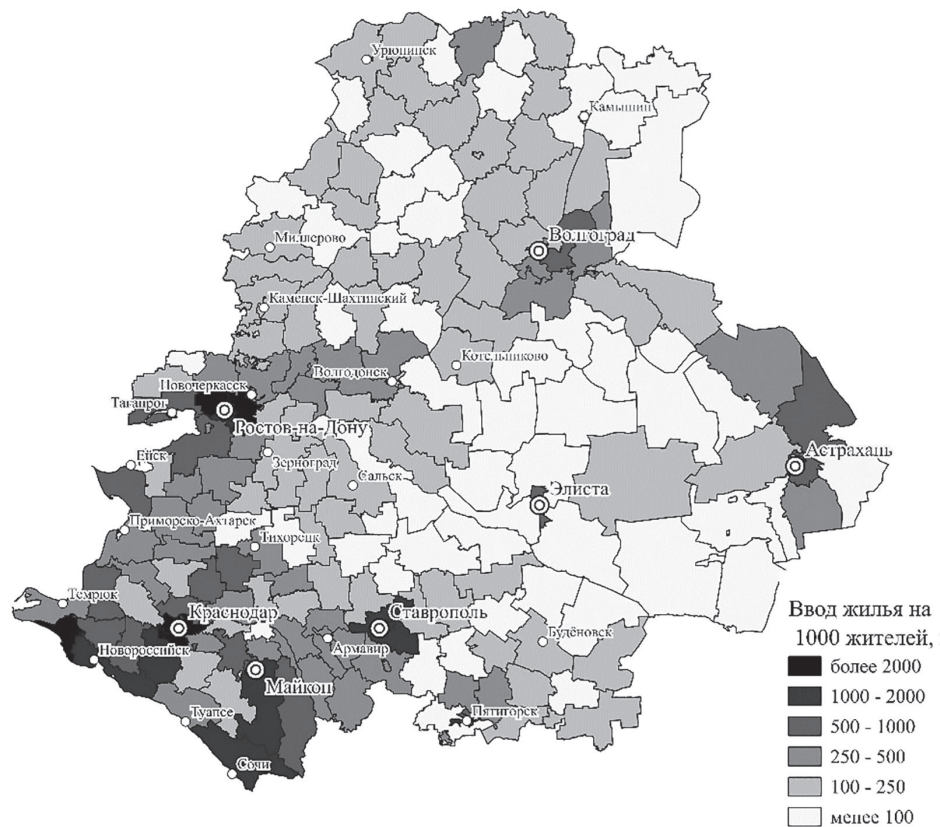 Урюпинск
Камышин
Волгоград
Миллерово
Каменск-Шахтинский
Котельниково
Волгодонск
Новочеркасск
Таганрог
Ростов-на-Дону
Астрахань
Ейск
Зерноград
Сальск
Элиста
Приморско-Ахтарск
Тихорецк
Темрюк
Краснодар
Ставрополь
Будённовск
Новороссийск
Армавир
Майкоп
Туапсе
Пятигорск
Сочи
Ввод жилья на
1000 жителей,
более 2000
1000 - 2000
500 - 1000
250 - 500
100 - 250
менее 100